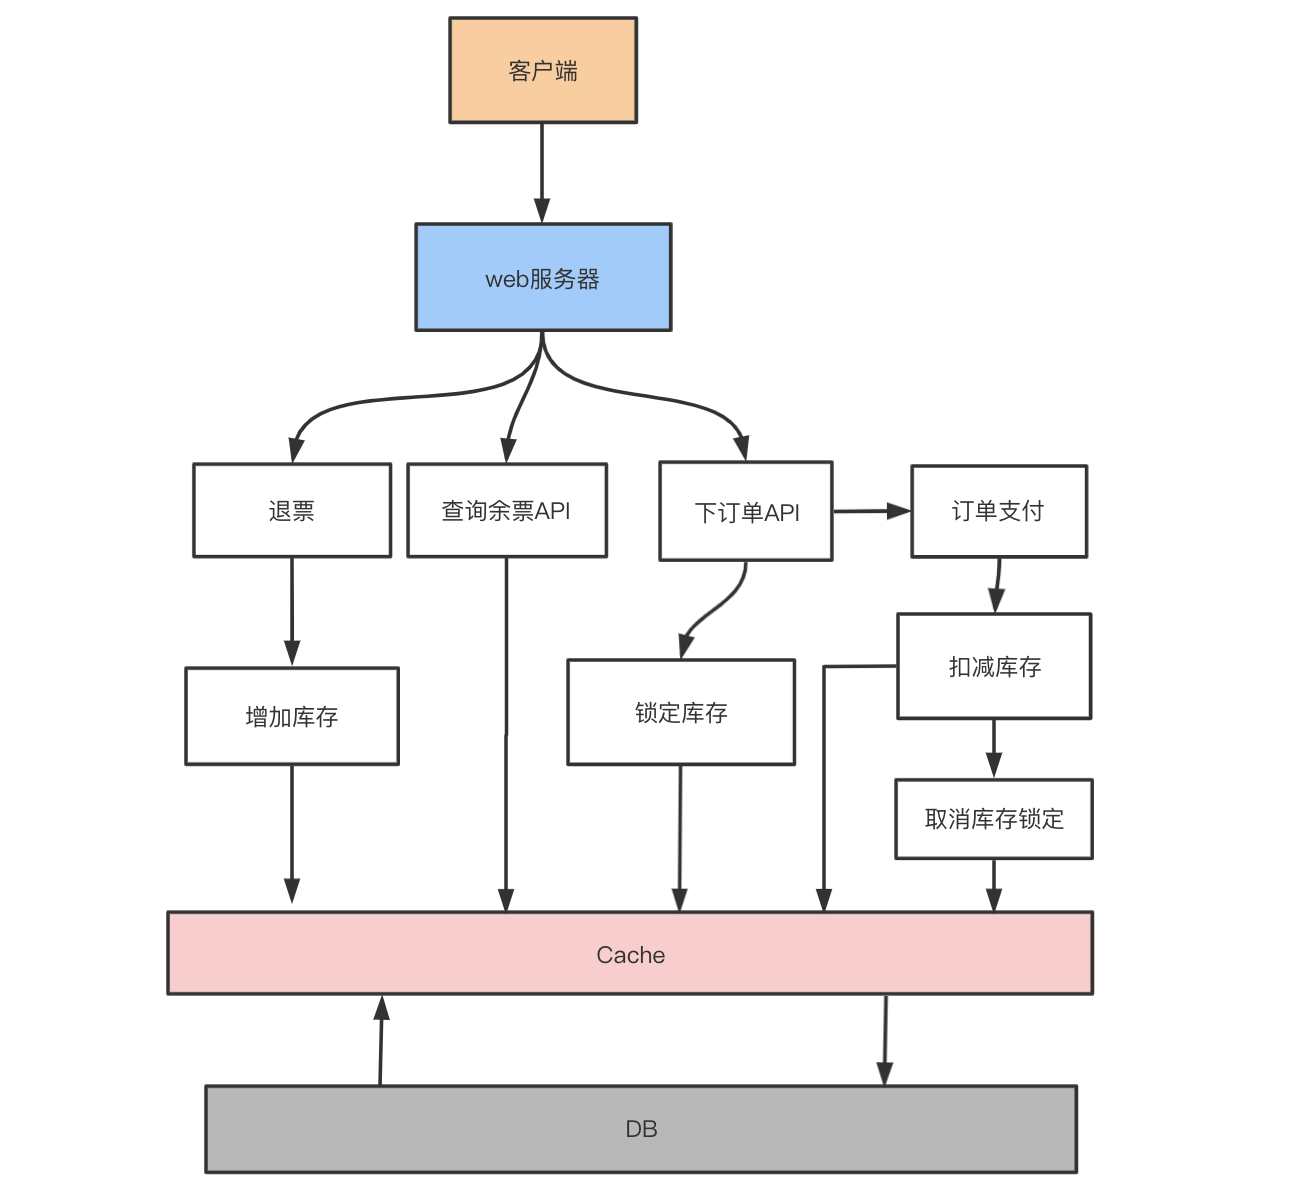 客户端
web服务器
退票
查询余票API
下订单API
订单支付
增加库存
锁定库存
扣减库存
取消库存锁定
Cache
DB